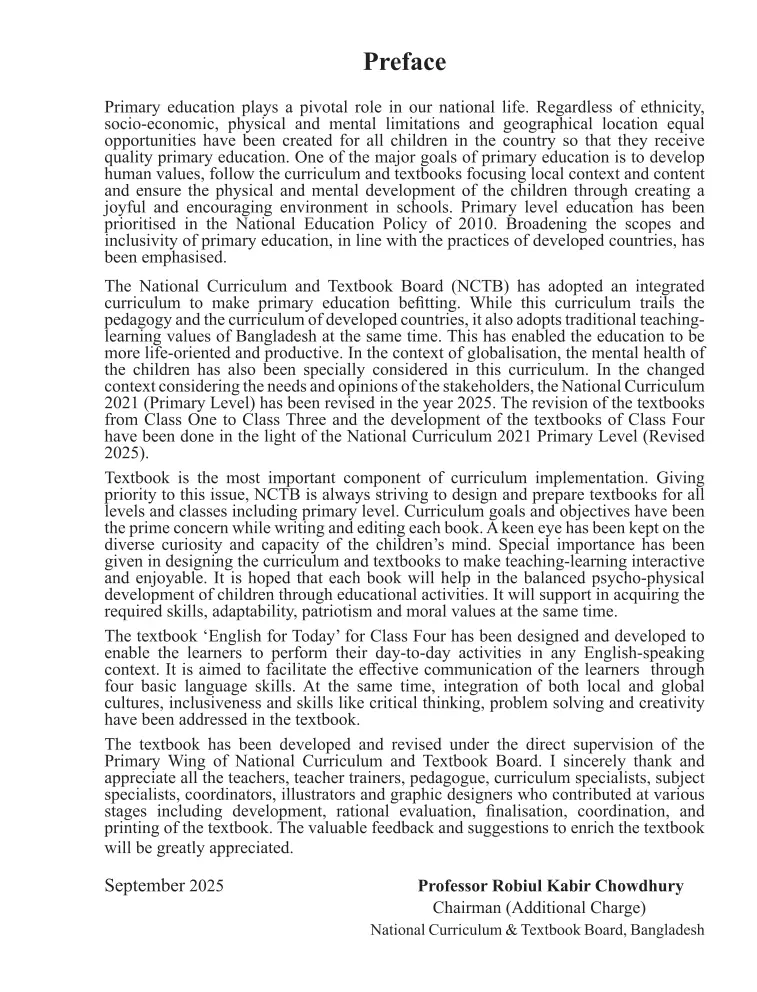 Preface
Primary education plays a pivotal role in our national life. Regardless of ethnicity,
socio-economic, physical and mental limitations and geographical location equal
opportunities have been created for all children in the country so that they receive
quality primary education. One of the major goals of primary education is to develop
human values, follow the curriculum and textbooks focusing local context and content
and ensure the physical and mental development of the children through creating a
joyful and encouraging environment in schools. Primary level education has been
prioritised in the National Education Policy of 2010. Broadening the scopes and
inclusivity of primary education, in line with the practices of developed countries, has
been emphasised.
The National Curriculum and Textbook Board (NCTB) has adopted an integrated
curriculum to make primary education befitting. While this curriculum trails the
pedagogy and the curriculum of developed countries, it also adopts traditional teaching-
learning values of Bangladesh at the same time. This has enabled the education to be
more life-oriented and productive. In the context of globalisation, the mental health of
the children has also been specially considered in this curriculum. In the changed
context considering the needs and opinions of the stakeholders, the National Curriculum
2021 (Primary Level) has been revised in the year 2025. The revision of the textbooks
from Class One to Class Three and the development of the textbooks of Class Four
have been done in the light of the National Curriculum 2021 Primary Level (Revised
2025).
Textbook is the most important component of curriculum implementation. Giving
priority to this issue, NCTB is always striving to design and prepare textbooks for all
levels and classes including primary level. Curriculum goals and objectives have been
the prime concern while writing and editing each book. A keen eye has been kept on the
diverse curiosity and capacity of the children’s mind. Special importance has been
given in designing the curriculum and textbooks to make teaching-learning interactive
and enjoyable. It is hoped that each book will help in the balanced psycho-physical
development of children through educational activities. It will support in acquiring the
required skills, adaptability, patriotism and moral values at the same time.
The textbook ‘English for Today’ for Class Four has been designed and developed to
enable the learners to perform their day-to-day activities in any English-speaking
context. It is aimed to facilitate the effective communication of the learners through
four basic language skills. At the same time, integration of both local and global
cultures, inclusiveness and skills like critical thinking, problem solving and creativity
have been addressed in the textbook.
The textbook has been developed and revised under the direct supervision of the
Primary Wing of National Curriculum and Textbook Board. I sincerely thank and
appreciate all the teachers, teacher trainers, pedagogue, curriculum specialists, subject
specialists, coordinators, illustrators and graphic designers who contributed at various
stages including development, rational evaluation, finalisation, coordination, and
printing of the textbook. The valuable feedback and suggestions to enrich the textbook
will be greatly appreciated.
September 2025
Professor Robiul Kabir Chowdhury
Chairman (Additional Charge)
National Curriculum & Textbook Board, Bangladesh